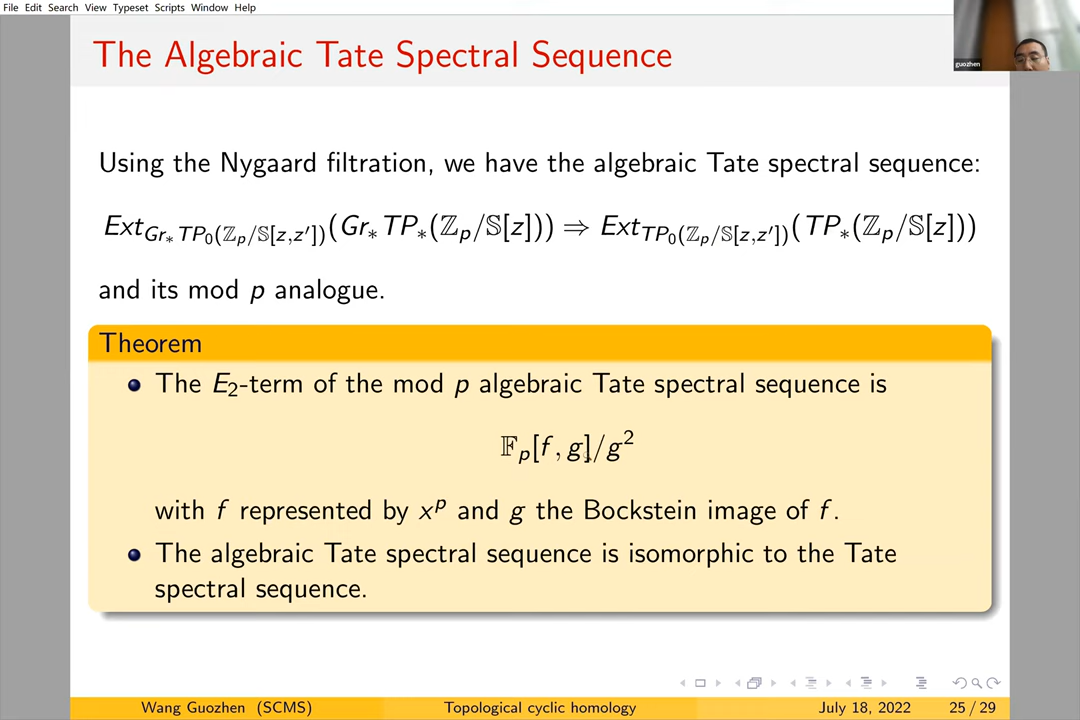 File Edit Search View Typeset Scripts Window Help
The Algebraic Tate Spectral Sequence
guozhen
Using the Nygaard filtration, we have the algebraic Tate spectral sequence:
Ext_{Gr_* TP_0(ℤ_p/𝕊[z,z′])}(Gr_* TP_*(ℤ_p/𝕊[z])) ⇒ Ext_{TP_0(ℤ_p/𝕊[z,z′])}(TP_*(ℤ_p/𝕊[z]))
and its mod p analogue.
Theorem
The E_2-term of the mod p algebraic Tate spectral sequence is
𝔽_p[f, g]/g^2
with f represented by x^p and g the Bockstein image of f.
The algebraic Tate spectral sequence is isomorphic to the Tate
spectral sequence.
Wang Guozhen (SCMS) Topological cyclic homology July 18, 2022 25 / 29